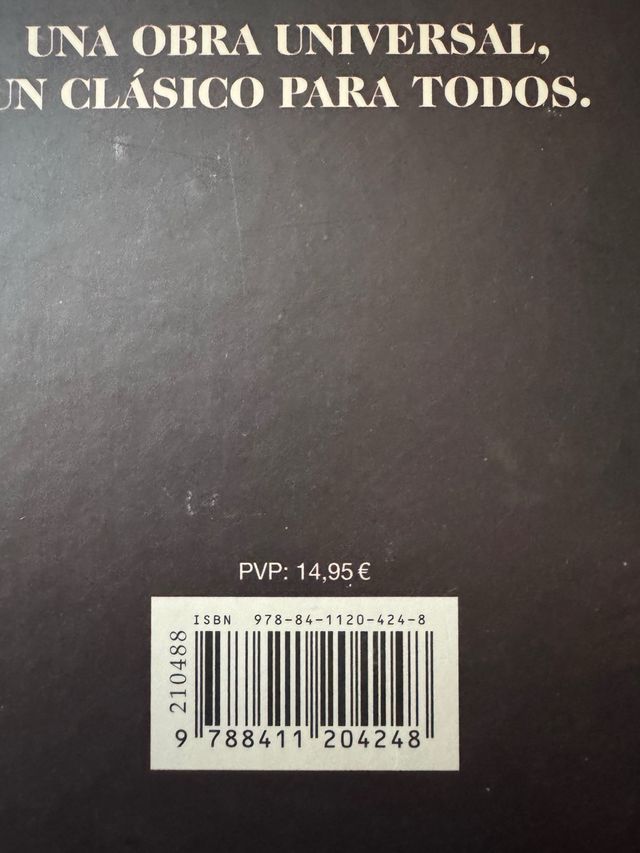 UNA OBRA UNIVERSAL,
UN CLÁSICO PARA TODOS.
PVP: 14,95 €
ISBN 978-84-1120-424-8
210488
9 788411 204248